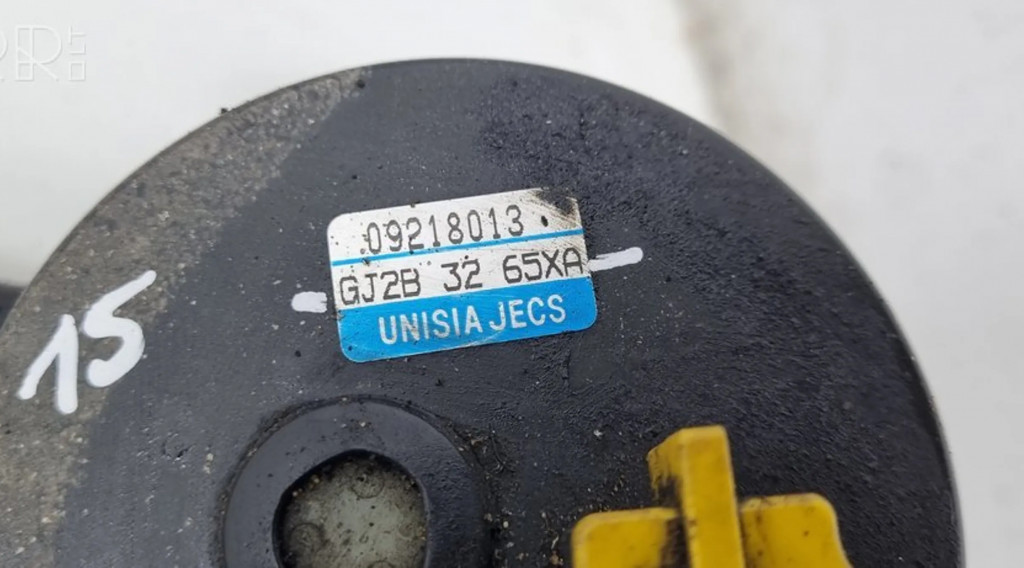 09218013
GJ2B 32 65XA
UNISIA JECS
15